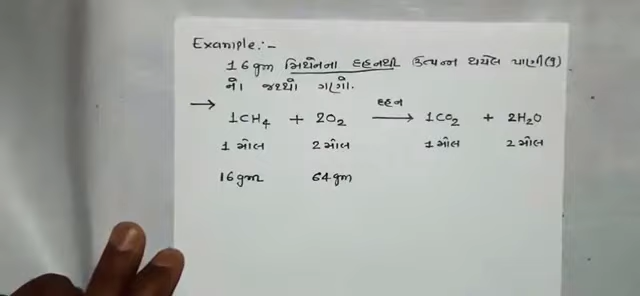 Example:-
16 gm મિથેનના દહનથી ઉત્પન્ન થયેલ પાણી(g)
નો જથ્થો ગણો.
દહન
→ 1CH₄ + 2O₂ ⟶ 1CO₂ + 2H₂O
1 મોલ 2 મોલ 1 મોલ 2 મોલ
16 gm 64 gm